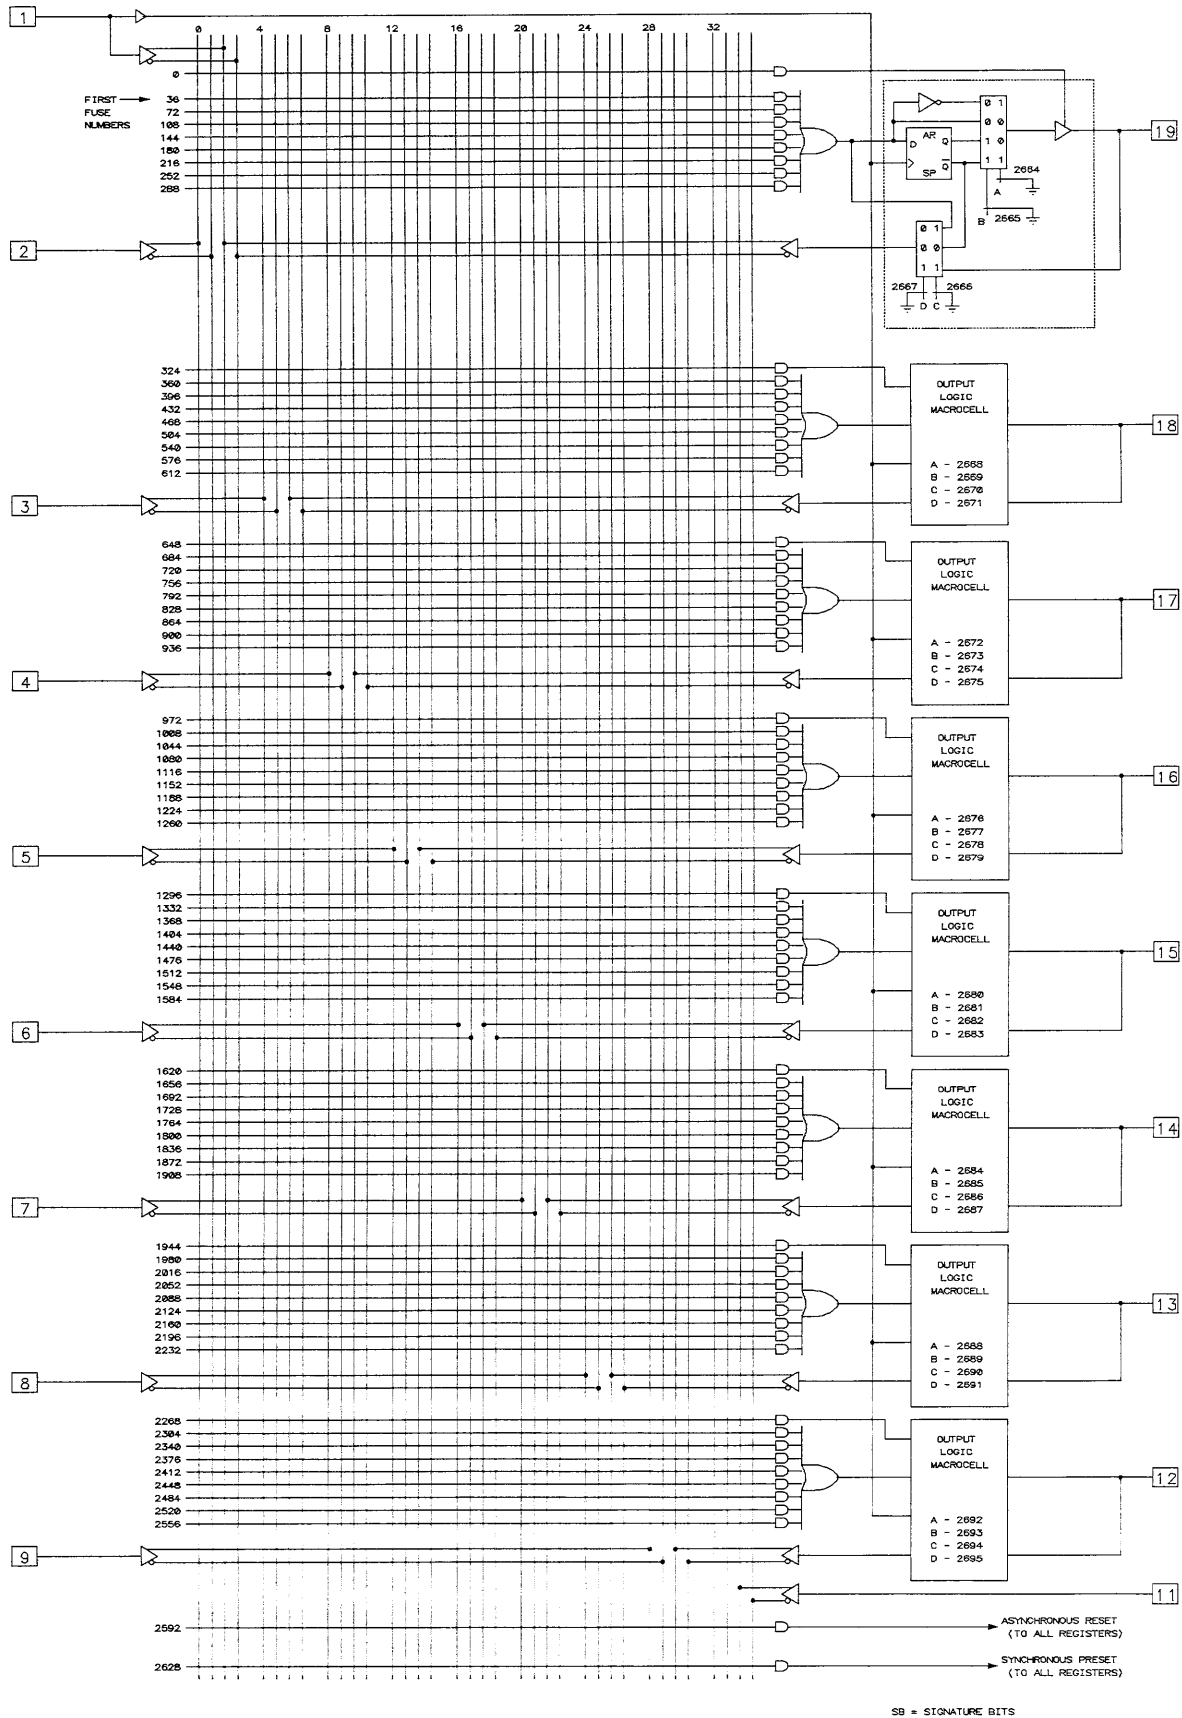 1
0 4 8 12 16 20 24 28 32
0
FIRST
FUSE
NUMBERS
36
72
108
144
180
216
252
288
0 1
0 0
1 0
1 1
AR
D Q
Q
SP
2664
A
B 2665
19
2
0 1
0 0
1 1
2667 2666
D C
324
360
396
432
468
504
540
576
612
OUTPUT
LOGIC
MACROCELL
A - 2668
B - 2669
C - 2670
D - 2671
18
3
648
684
720
756
792
828
864
900
936
OUTPUT
LOGIC
MACROCELL
A - 2672
B - 2673
C - 2674
D - 2675
17
4
972
1008
1044
1080
1116
1152
1188
1224
1260
OUTPUT
LOGIC
MACROCELL
A - 2676
B - 2677
C - 2678
D - 2679
16
5
1296
1332
1368
1404
1440
1476
1512
1548
1584
OUTPUT
LOGIC
MACROCELL
A - 2680
B - 2681
C - 2682
D - 2683
15
6
1620
1656
1692
1728
1764
1800
1836
1872
1908
OUTPUT
LOGIC
MACROCELL
A - 2684
B - 2685
C - 2686
D - 2687
14
7
1944
1980
2016
2052
2088
2124
2160
2196
2232
OUTPUT
LOGIC
MACROCELL
A - 2688
B - 2689
C - 2690
D - 2691
13
8
2268
2304
2340
2376
2412
2448
2484
2520
2556
OUTPUT
LOGIC
MACROCELL
A - 2692
B - 2693
C - 2694
D - 2695
12
9
11
2592
ASYNCHRONOUS RESET
(TO ALL REGISTERS)
2628
SYNCHRONOUS PRESET
(TO ALL REGISTERS)
SB = SIGNATURE BITS